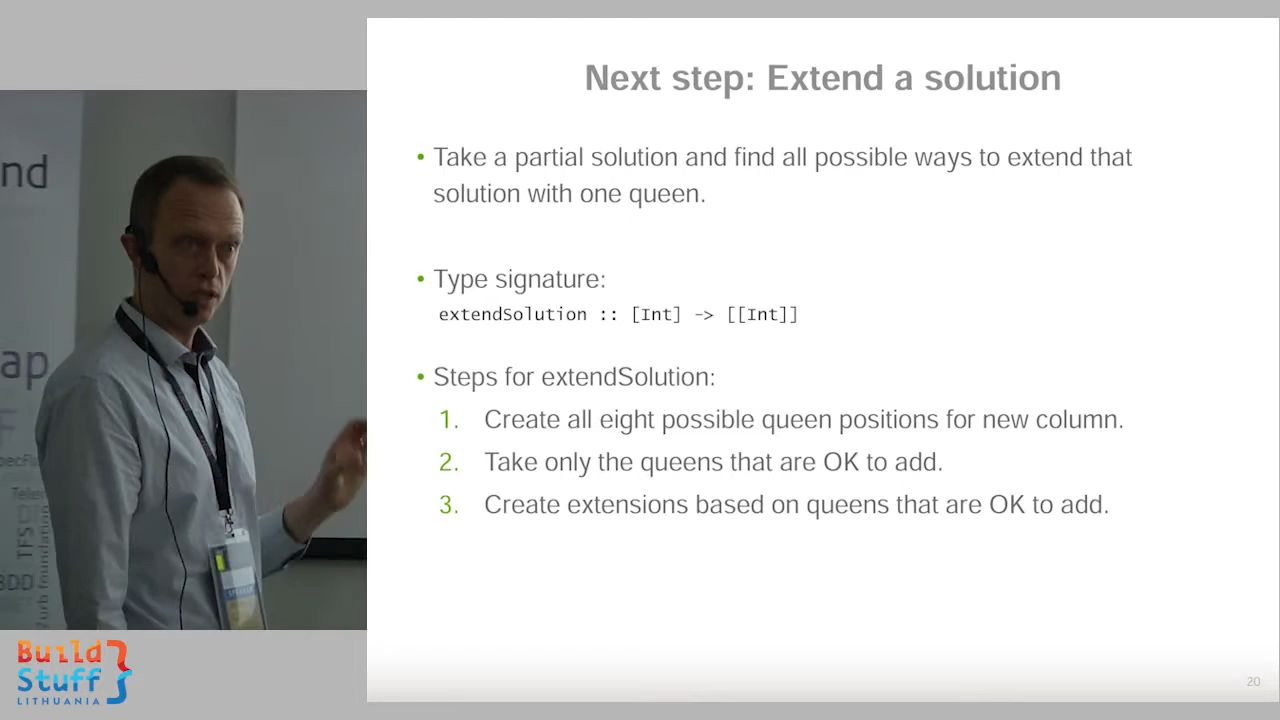 Next step: Extend a solution
• Take a partial solution and find all possible ways to extend that
solution with one queen.
• Type signature:
extendSolution :: [Int] -> [[Int]]
• Steps for extendSolution:
1. Create all eight possible queen positions for new column.
2. Take only the queens that are OK to add.
3. Create extensions based on queens that are OK to add.
20
nd
ap
F
Teler
TFS
BDD
Build
Stuff
LITHUANIA